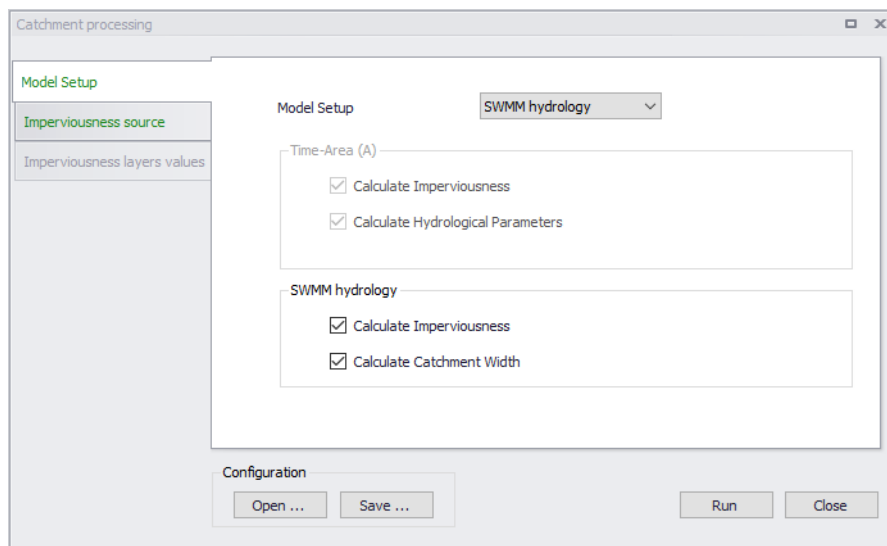 Catchment processing
Model Setup
Imperviousness source
Imperviousness layers values
Model Setup
SWMM hydrology
Time-Area (A)
Calculate Imperviousness
Calculate Hydrological Parameters
SWMM hydrology
Calculate Imperviousness
Calculate Catchment Width
Configuration
Open ...
Save ...
Run
Close